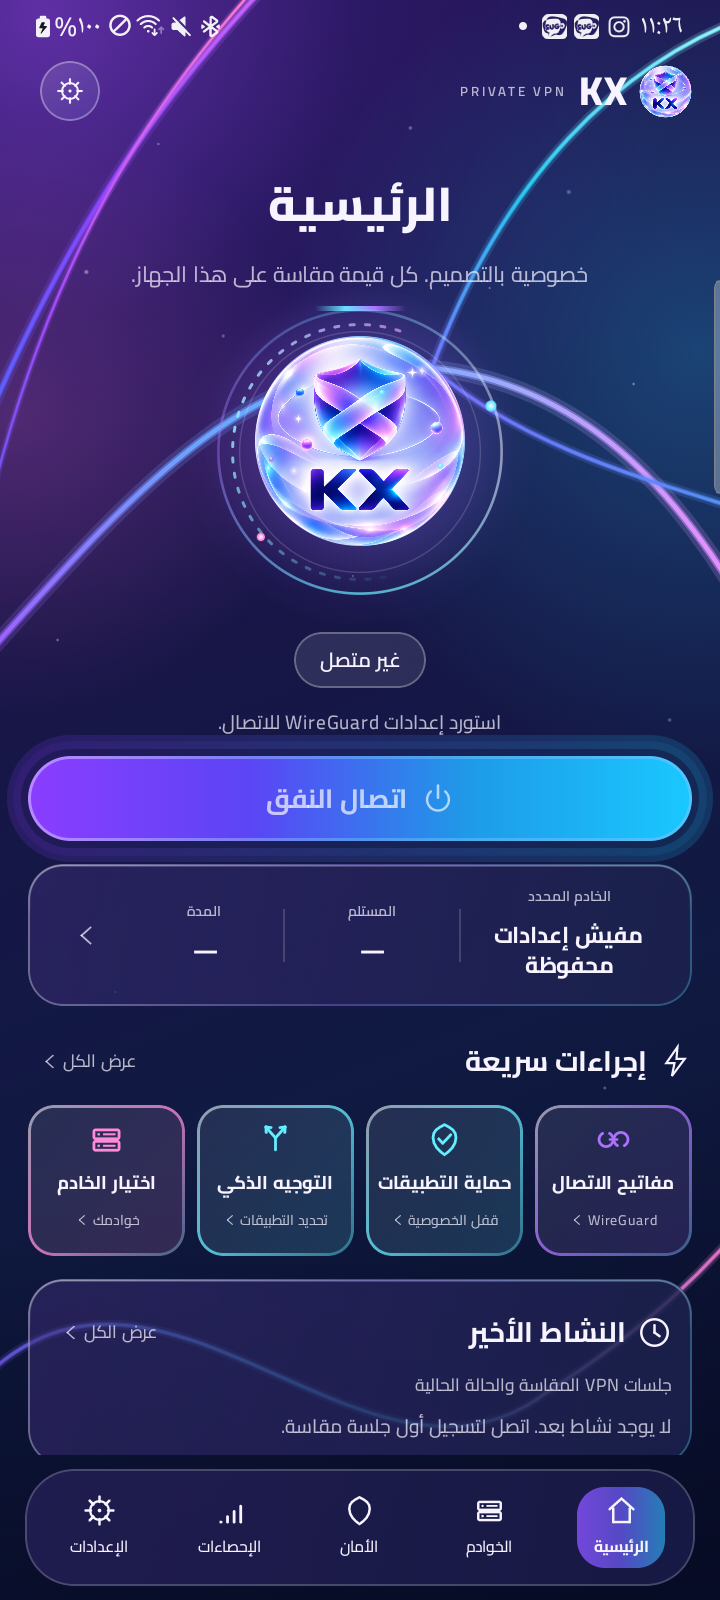 ١١:٢٦
%١٠٠
KX PRIVATE VPN
KX
الرئيسية
خصوصية بالتصميم. كل قيمة مقاسة على هذا الجهاز.
KX
غير متصل
استورد إعدادات WireGuard للاتصال.
اتصال النفق
الخادم المحدد
مفيش إعدادات
محفوظة
المستلم
—
المدة
—
إجراءات سريعة
عرض الكل
مفاتيح الاتصال
WireGuard
حماية التطبيقات
قفل الخصوصية
التوجيه الذكي
تحديد التطبيقات
اختيار الخادم
خوادمك
النشاط الأخير
عرض الكل
جلسات VPN المقاسة والحالة الحالية
لا يوجد نشاط بعد. اتصل لتسجيل أول جلسة مقاسة.
الرئيسية
الخوادم
الأمان
الإحصاءات
الإعدادات